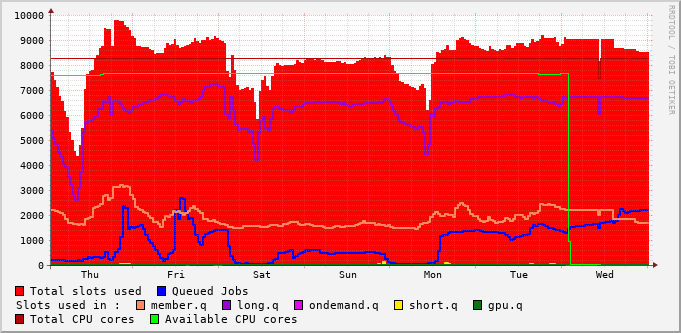 10000
9000
8000
7000
6000
5000
4000
3000
2000
1000
0
Thu Fri Sat Sun Mon Tue Wed
RRDTOOL / TOBI OETIKER
Total slots used Queued Jobs
Slots used in : member.q long.q ondemand.q short.q gpu.q
Total CPU cores Available CPU cores